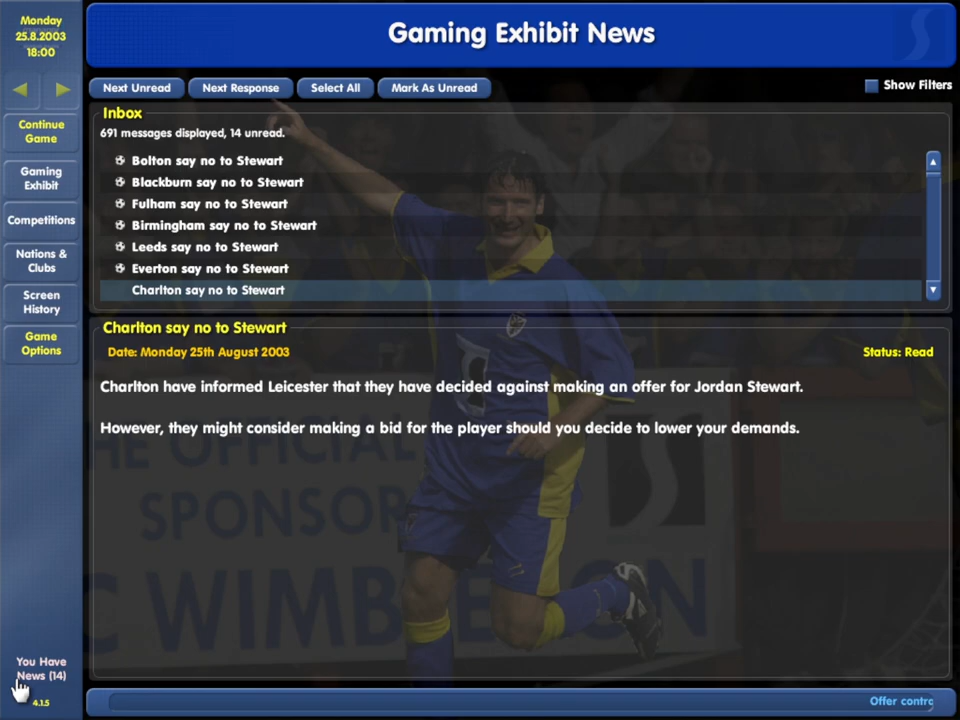 Monday
25.8.2003
18:00
Continue
Game
Gaming
Exhibit
Competitions
Nations &
Clubs
Screen
History
Game
Options
You Have
News (14)
4.1.5
Gaming Exhibit News
Next Unread
Next Response
Select All
Mark As Unread
Show Filters
Inbox
691 messages displayed, 14 unread.
Bolton say no to Stewart
Blackburn say no to Stewart
Fulham say no to Stewart
Birmingham say no to Stewart
Leeds say no to Stewart
Everton say no to Stewart
Charlton say no to Stewart
Charlton say no to Stewart
Date: Monday 25th August 2003
Status: Read
Charlton have informed Leicester that they have decided against making an offer for Jordan Stewart.
However, they might consider making a bid for the player should you decide to lower your demands.
HE OFFICIAL
SPONSOR
C WIMBLEDON
Offer contrc